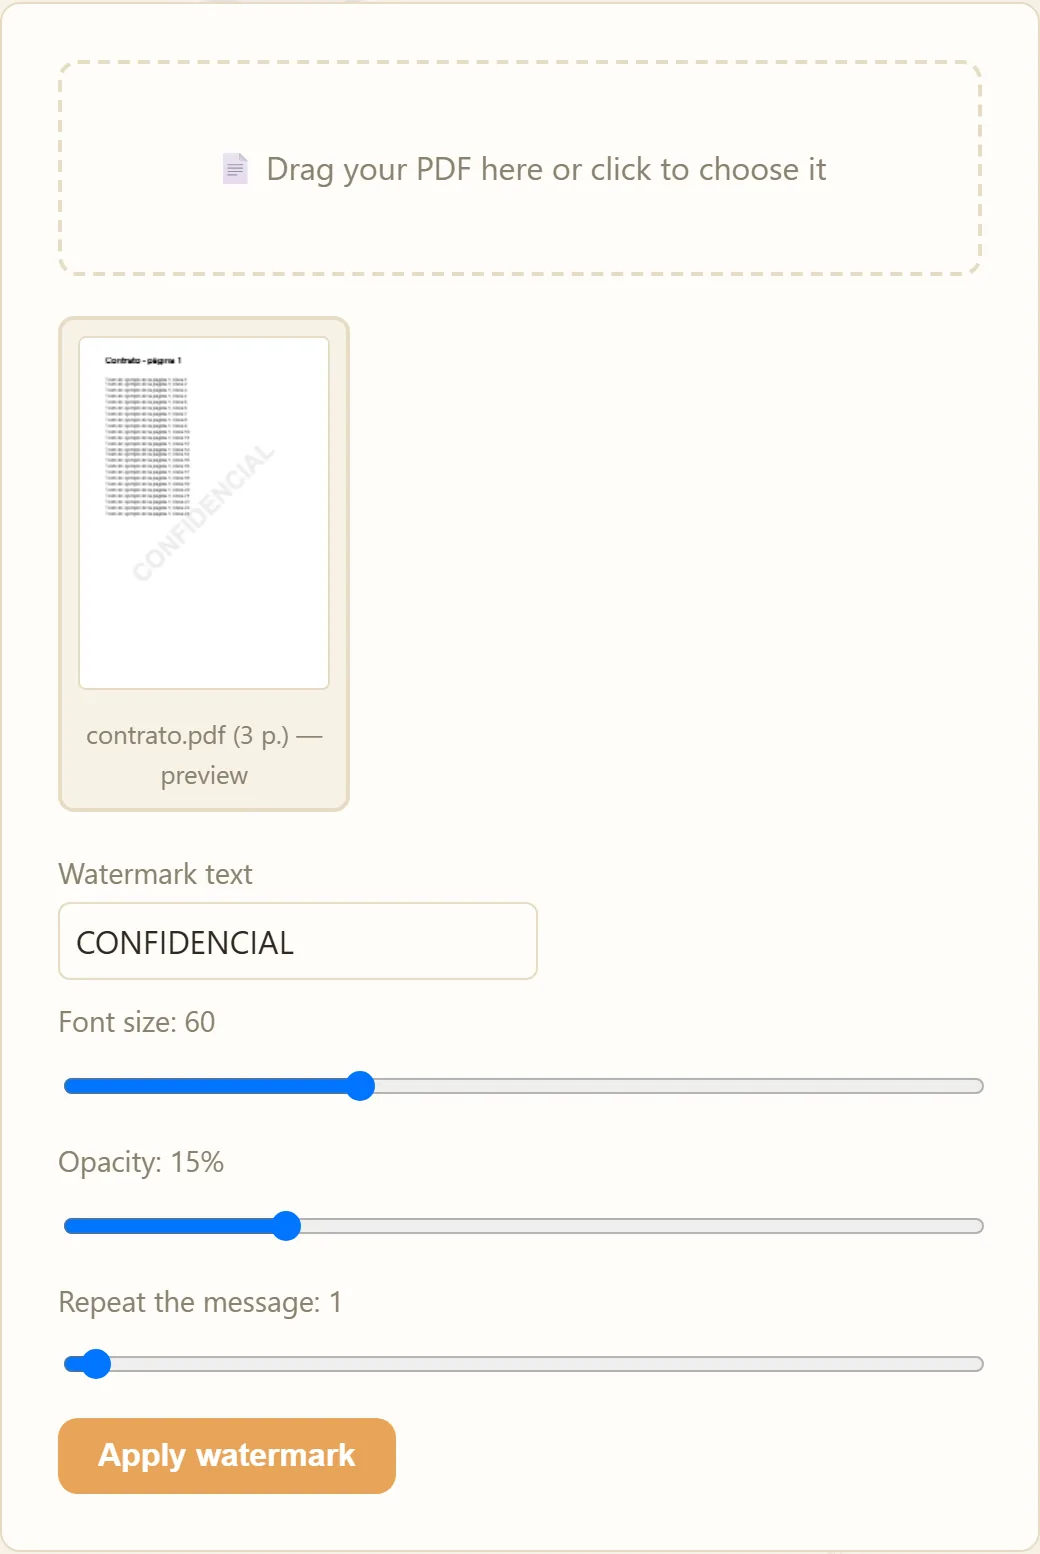 Drag your PDF here or click to choose it
Contrato - página 1
CONFIDENCIAL
contrato.pdf (3 p.) —
preview
Watermark text
CONFIDENCIAL
Font size: 60
Opacity: 15%
Repeat the message: 1
Apply watermark